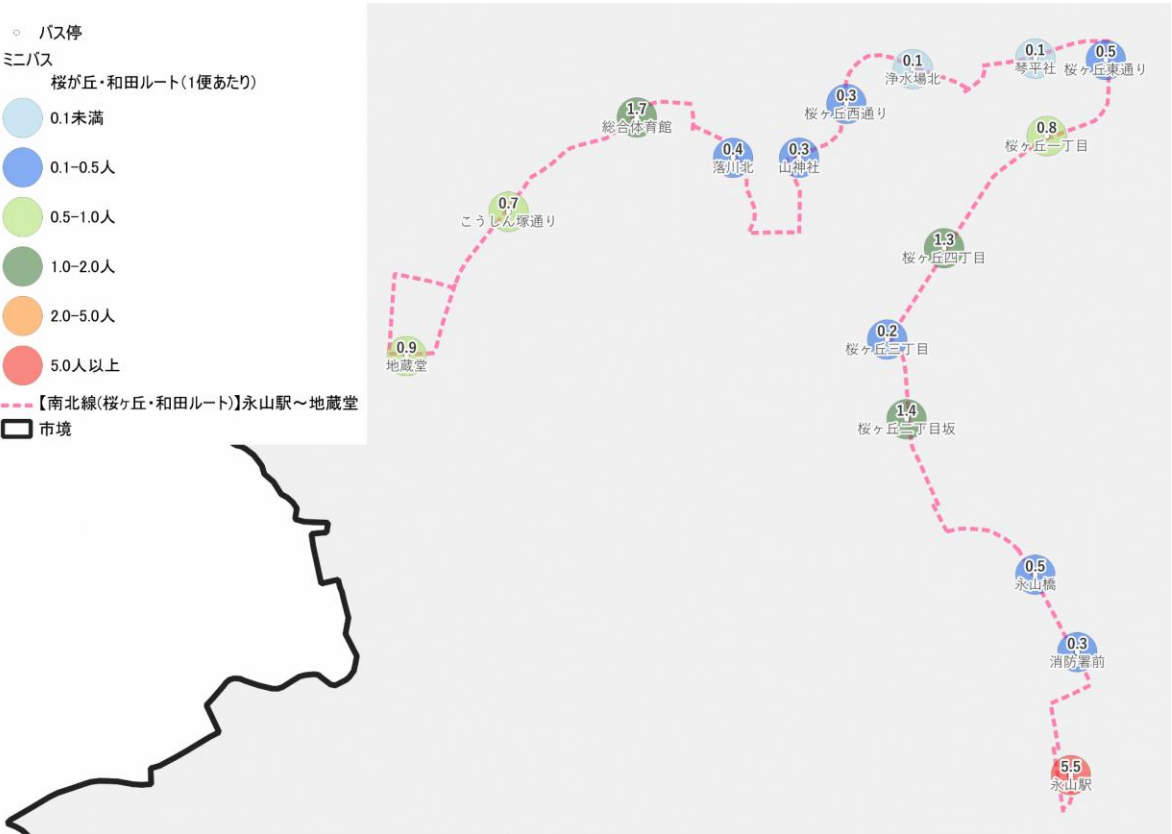 バス停
ミニバス
桜が丘・和田ルート(1便あたり)
0.1未満
0.1-0.5人
0.5-1.0人
1.0-2.0人
2.0-5.0人
5.0人以上
【南北線(桜ヶ丘・和田ルート)】永山駅～地蔵堂
市境
0.1
浄水場北
0.1
琴平社
0.5
桜ヶ丘東通り
0.3
桜ヶ丘西通り
1.7
総合体育館
0.8
桜ヶ丘一丁目
0.4
落川北
0.3
山神社
0.7
こうしん塚通り
1.3
桜ヶ丘四丁目
0.2
桜ヶ丘三丁目
0.9
地蔵堂
1.4
桜ヶ丘二丁目坂
0.5
永山橋
0.3
消防署前
5.5
永山駅